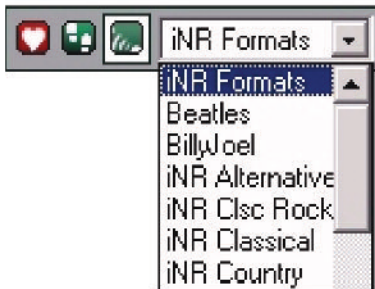 iNR Formats
iNR Formats
Beatles
BillyJoel
iNR Alternative
iNR Clsc Rock
iNR Classical
iNR Country